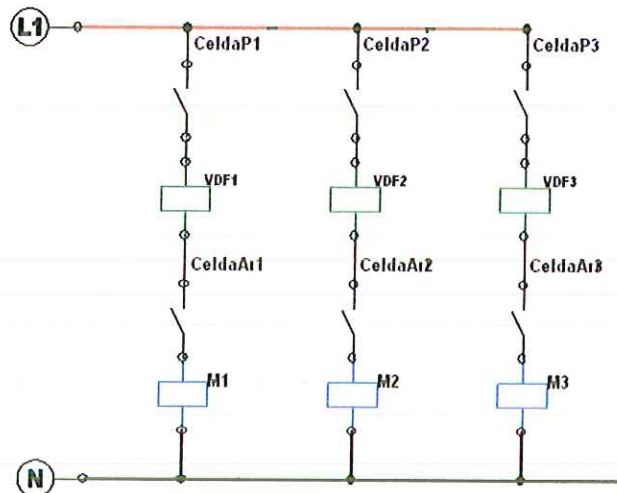 L1
CeldaP1 CeldaP2 CeldaP3
VDF1 VDF2 VDF3
CeldaAr1 CeldaAr2 CeldaAr3
M1 M2 M3
N